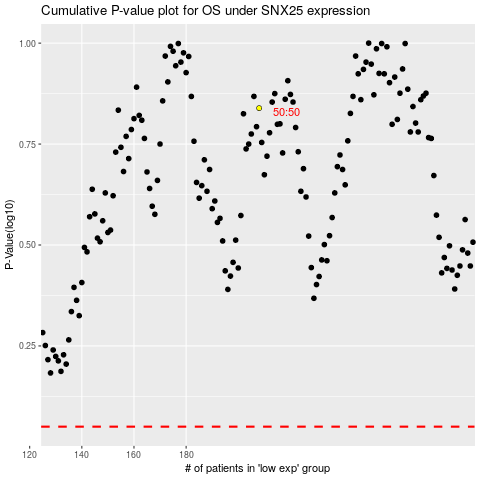 Cumulative P-value plot for OS under SNX25 expression
P-Value(log10)
1.00
0.75
0.50
0.25
50:50
120 140 160 180
# of patients in 'low exp' group